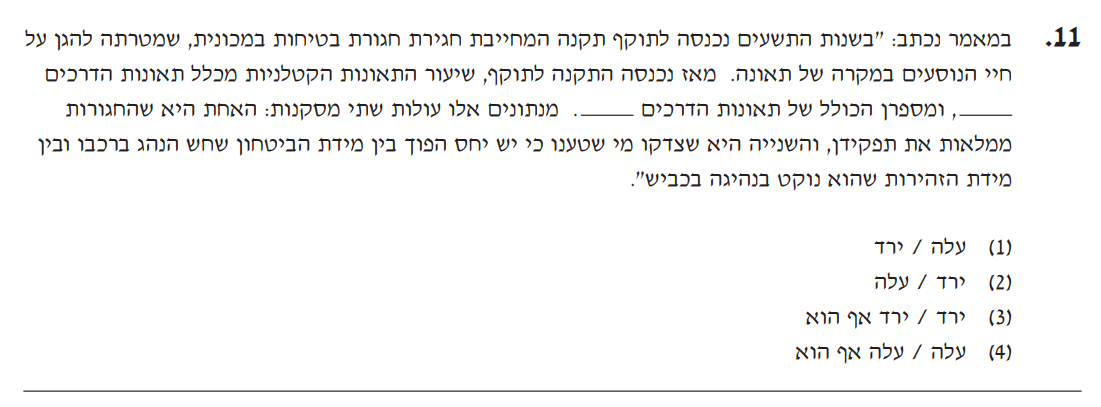 11. במאמר נכתב: "בשנות התשעים נכנסה לתוקף תקנה המחייבת חגירת חגורת בטיחות במכונית, שמטרתה להגן על
חיי הנוסעים במקרה של תאונה. מאז נכנסה התקנה לתוקף, שיעור התאונות הקטלניות מכלל תאונות הדרכים
_____, ומספרן הכולל של תאונות הדרכים _____. מנתונים אלו עולות שתי מסקנות: האחת היא שהחגורות
ממלאות את תפקידן, והשנייה היא שצדקו מי שטענו כי יש יחס הפוך בין מידת הביטחון שחש הנהג ברכבו ובין
מידת הזהירות שהוא נוקט בנהיגה בכביש".
(1) עלה / ירד
(2) ירד / עלה
(3) ירד / ירד אף הוא
(4) עלה / עלה אף הוא